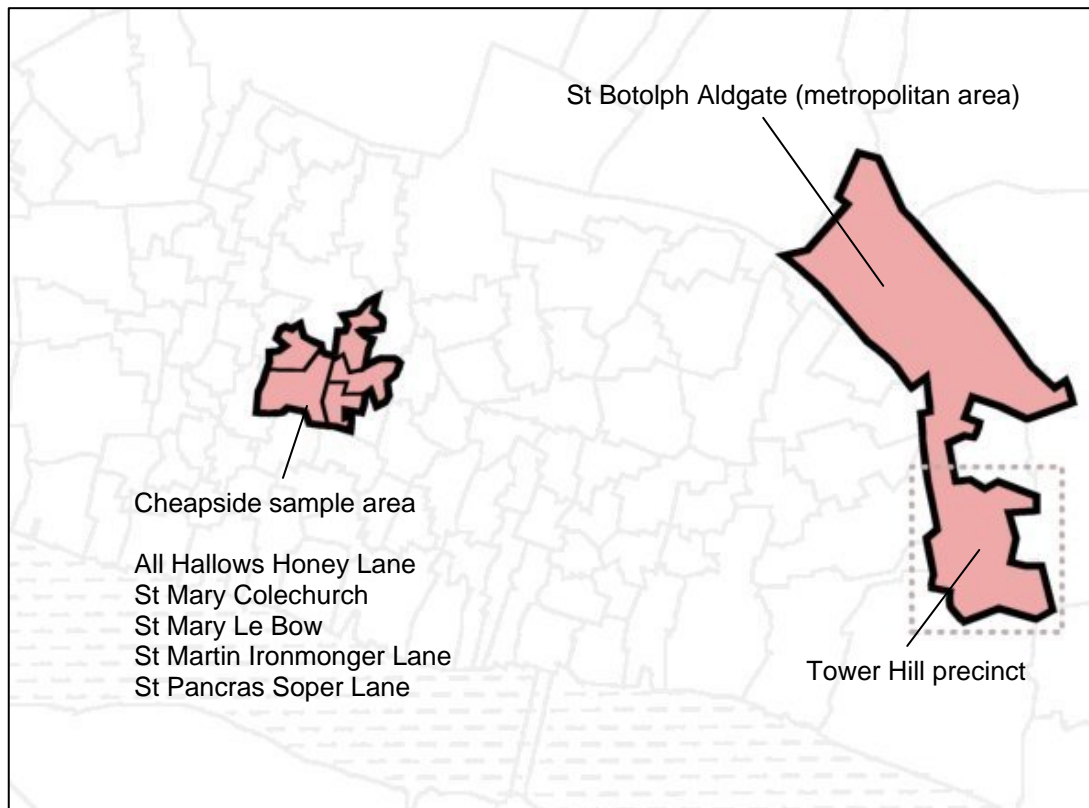 St Botolph Aldgate (metropolitan area)
Cheapside sample area
All Hallows Honey Lane
St Mary Colechurch
St Mary Le Bow
St Martin Ironmonger Lane
St Pancras Soper Lane
Tower Hill precinct